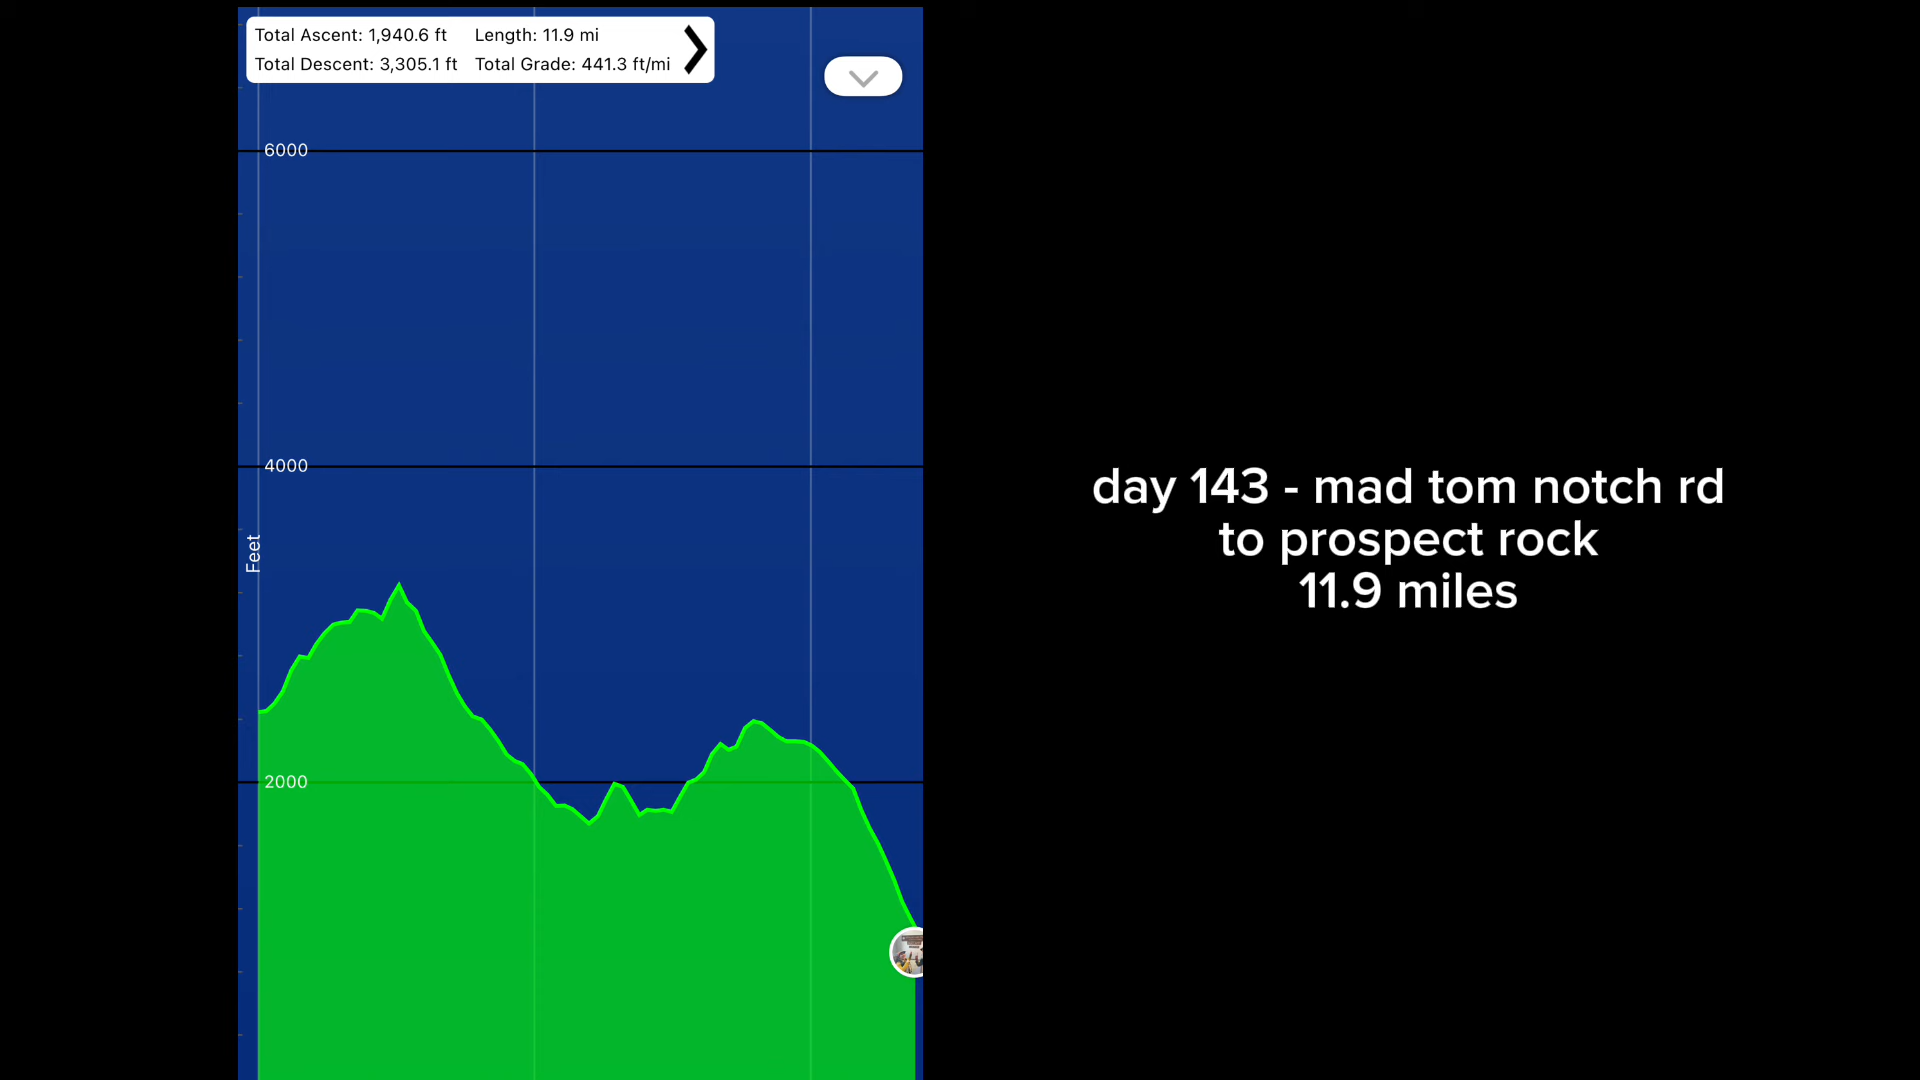 Total Ascent: 1,940.6 ft Length: 11.9 mi
Total Descent: 3,305.1 ft Total Grade: 441.3 ft/mi
6000
4000
Feet
2000
day 143 - mad tom notch rd
to prospect rock
11.9 miles